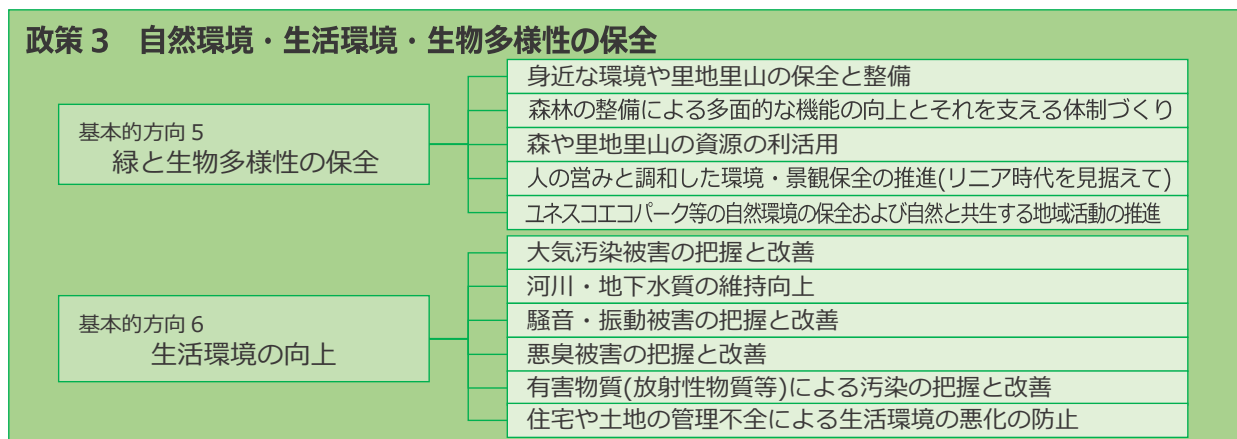 政策3 自然環境・生活環境・生物多様性の保全
基本的方向5
緑と生物多様性の保全
身近な環境や里地里山の保全と整備
森林の整備による多面的な機能の向上とそれを支える体制づくり
森や里地里山の資源の利活用
人の営みと調和した環境・景観保全の推進(リニア時代を見据えて)
ユネスコエコパーク等の自然環境の保全および自然と共生する地域活動の推進
基本的方向6
生活環境の向上
大気汚染被害の把握と改善
河川・地下水質の維持向上
騒音・振動被害の把握と改善
悪臭被害の把握と改善
有害物質(放射性物質等)による汚染の把握と改善
住宅や土地の管理不全による生活環境の悪化の防止